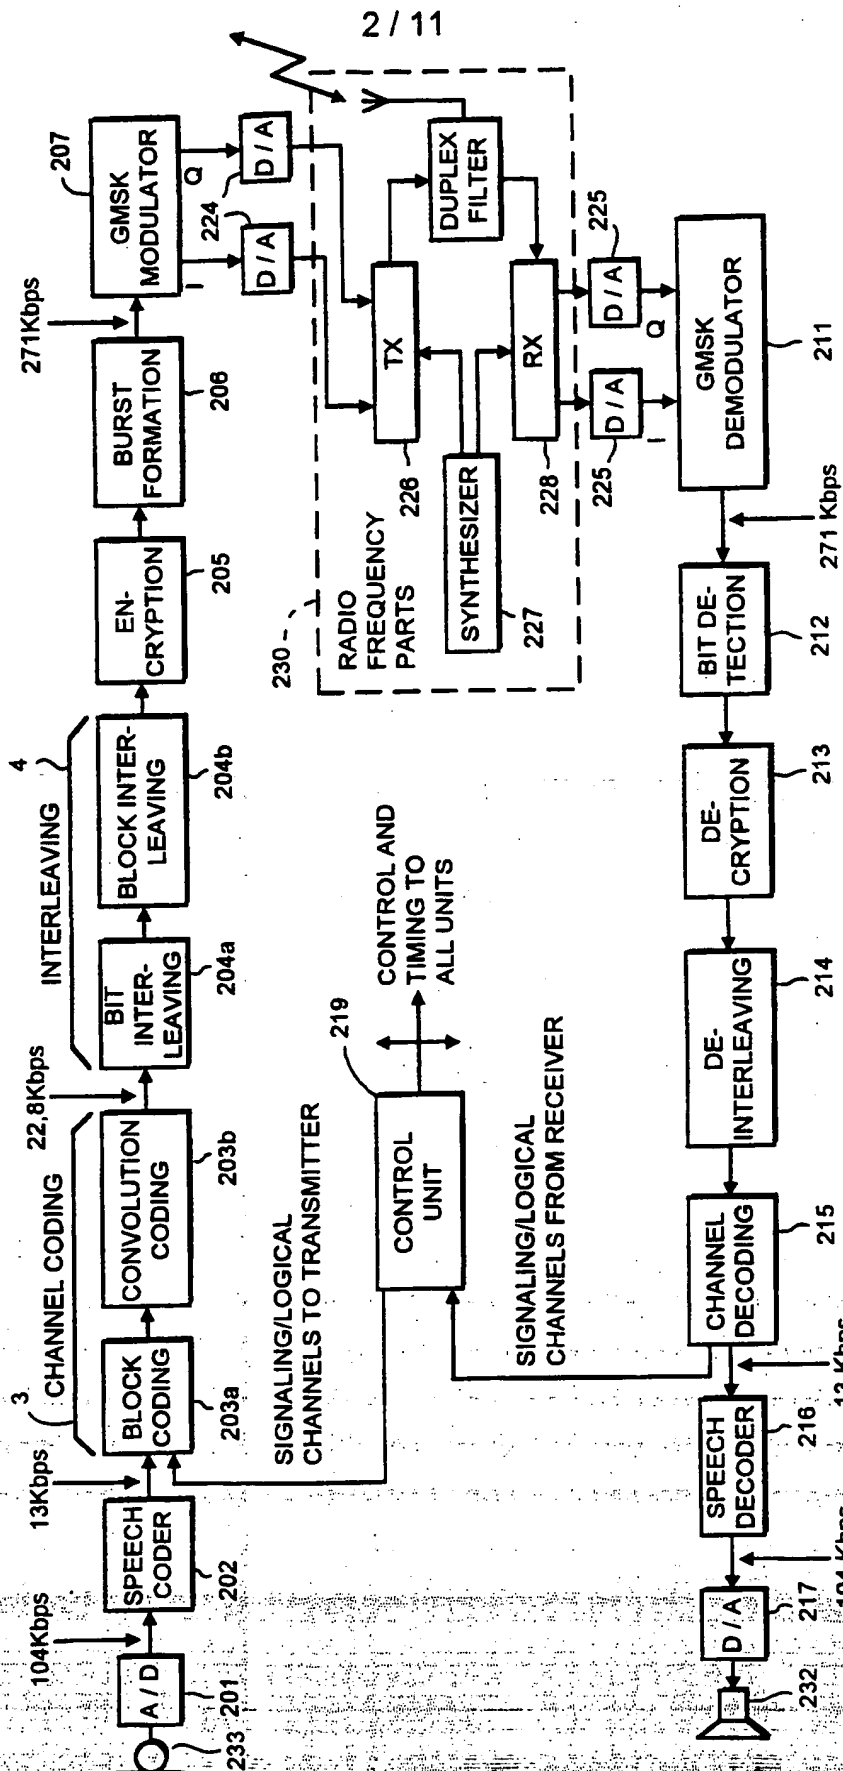 2 / 11
233
A / D
201
104Kbps
SPEECH
CODER
202
13Kbps
3
CHANNEL CODING
BLOCK
CODING
203a
CONVOLUTION
CODING
203b
22,8Kbps
4
INTERLEAVING
BIT
INTER-
LEAVING
204a
BLOCK INTER-
LEAVING
204b
EN-
CRYPTION
205
BURST
FORMATION
206
271Kbps
GMSK
MODULATOR
207
I
Q
D / A
D / A
224
230
RADIO
FREQUENCY
PARTS
TX
226
DUPLEX
FILTER
SYNTHESIZER
227
RX
228
SIGNALING/LOGICAL
CHANNELS TO TRANSMITTER
CONTROL
UNIT
219
CONTROL AND
TIMING TO
ALL UNITS
SIGNALING/LOGICAL
CHANNELS FROM RECEIVER
D / A
225
D / A
225
I
Q
GMSK
DEMODULATOR
211
271 Kbps
BIT DE-
TECTION
212
DE-
CRYPTION
213
DE-
INTERLEAVING
214
CHANNEL
DECODING
215
13 Kbps
SPEECH
DECODER
216
104 Kbps
D / A
217
232